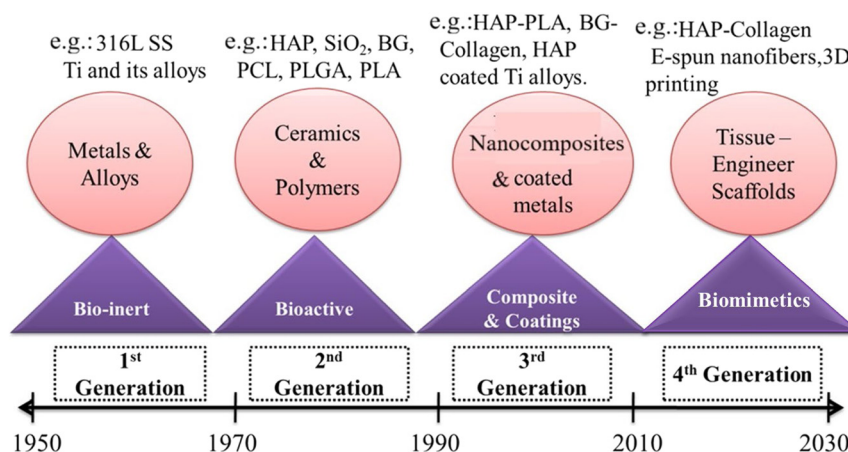 e.g.: 316L SS
Ti and its alloys
e.g.:HAP, SiO₂, BG,
PCL, PLGA, PLA
e.g.:HAP-PLA, BG-
Collagen, HAP
coated Ti alloys.
e.g.:HAP-Collagen
E-spun nanofibers,3D
printing
Metals &
Alloys
Ceramics
&
Polymers
Nanocomposites
& coated
metals
Tissue –
Engineer
Scaffolds
Bio-inert
Bioactive
Composite
& Coatings
Biomimetics
1st
Generation
2nd
Generation
3rd
Generation
4th Generation
1950
1970
1990
2010
2030